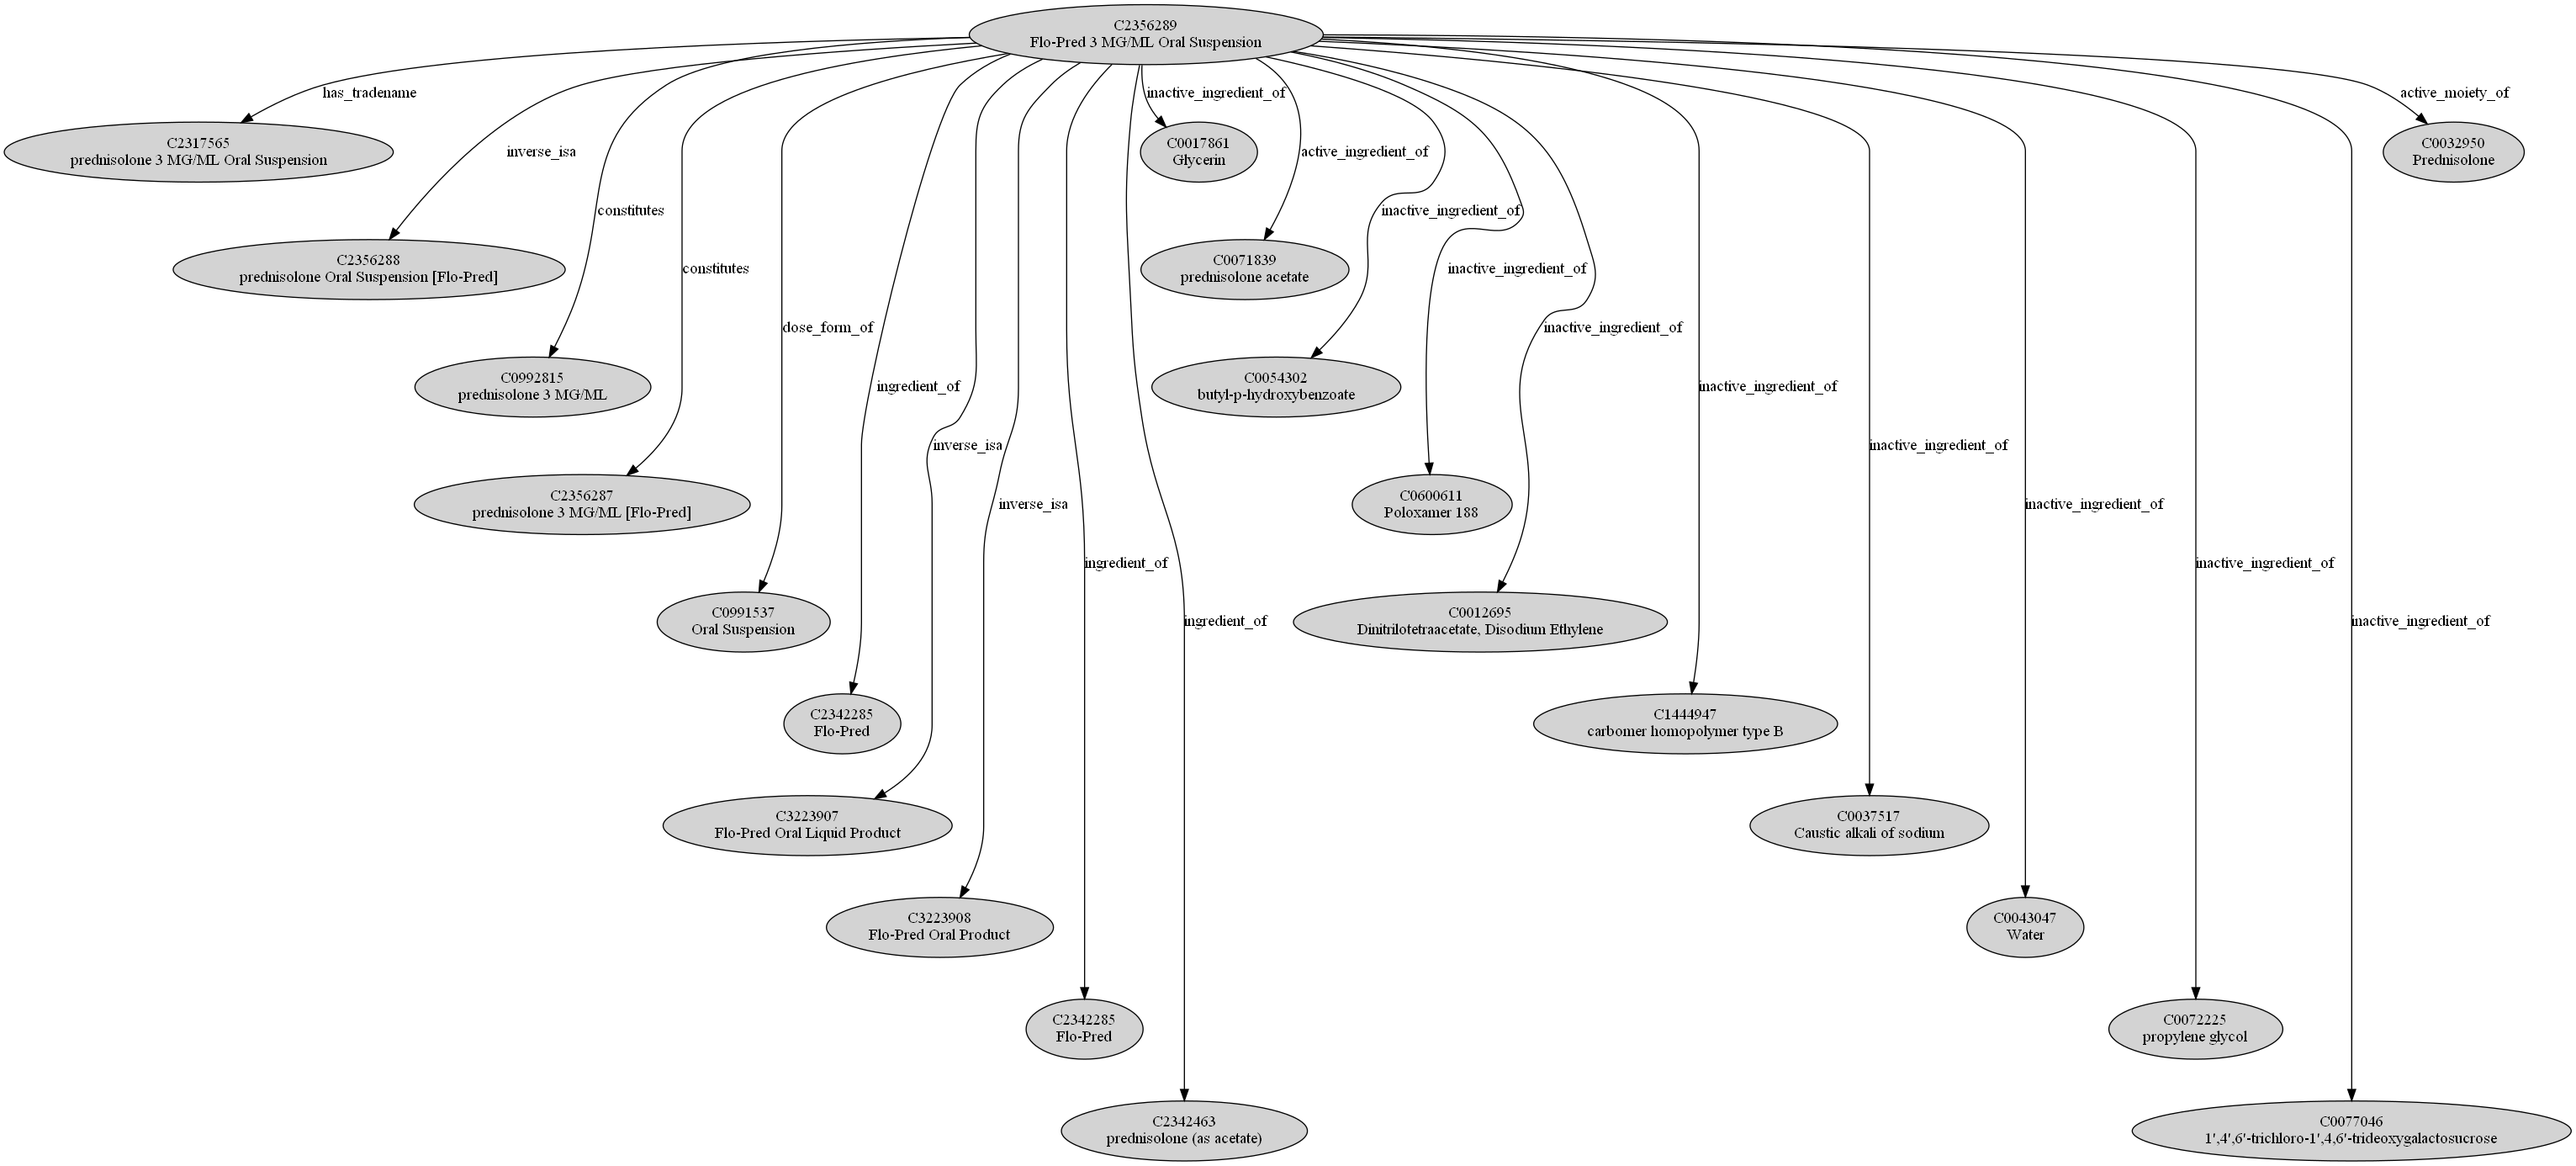 C2356289
Flo-Pred 3 MG/ML Oral Suspension
has_tradename
inactive_ingredient_of
active_moiety_of
C2317565
prednisolone 3 MG/ML Oral Suspension
inverse_isa
C0017861
Glycerin
active_ingredient_of
C0032950
Prednisolone
constitutes
inactive_ingredient_of
C2356288
prednisolone Oral Suspension [Flo-Pred]
constitutes
C0071839
prednisolone acetate
inactive_ingredient_of
dose_form_of
inactive_ingredient_of
C0992815
prednisolone 3 MG/ML
ingredient_of
C0054302
butyl-p-hydroxybenzoate
inactive_ingredient_of
inverse_isa
inactive_ingredient_of
C2356287
prednisolone 3 MG/ML [Flo-Pred]
inverse_isa
C0600611
Poloxamer 188
inactive_ingredient_of
ingredient_of
inactive_ingredient_of
C0991537
Oral Suspension
ingredient_of
C0012695
Dinitrilotetraacetate, Disodium Ethylene
inactive_ingredient_of
C2342285
Flo-Pred
C1444947
carbomer homopolymer type B
C3223907
Flo-Pred Oral Liquid Product
C0037517
Caustic alkali of sodium
C3223908
Flo-Pred Oral Product
C0043047
Water
C2342285
Flo-Pred
C0072225
propylene glycol
C2342463
prednisolone (as acetate)
C0077046
1',4',6'-trichloro-1',4,6'-trideoxygalactosucrose